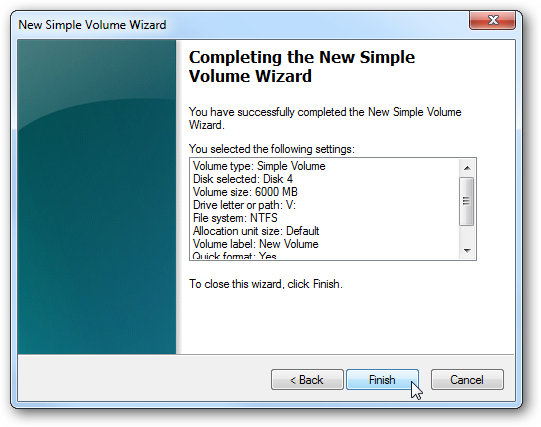 New Simple Volume Wizard
Completing the New Simple
Volume Wizard
You have successfully completed the New Simple Volume
Wizard.
You selected the following settings:
Volume type: Simple Volume
Disk selected: Disk 4
Volume size: 6000 MB
Drive letter or path: V:
File system: NTFS
Allocation unit size: Default
Volume label: New Volume
Quick format: Yes
To close this wizard, click Finish.
< Back
Finish
Cancel